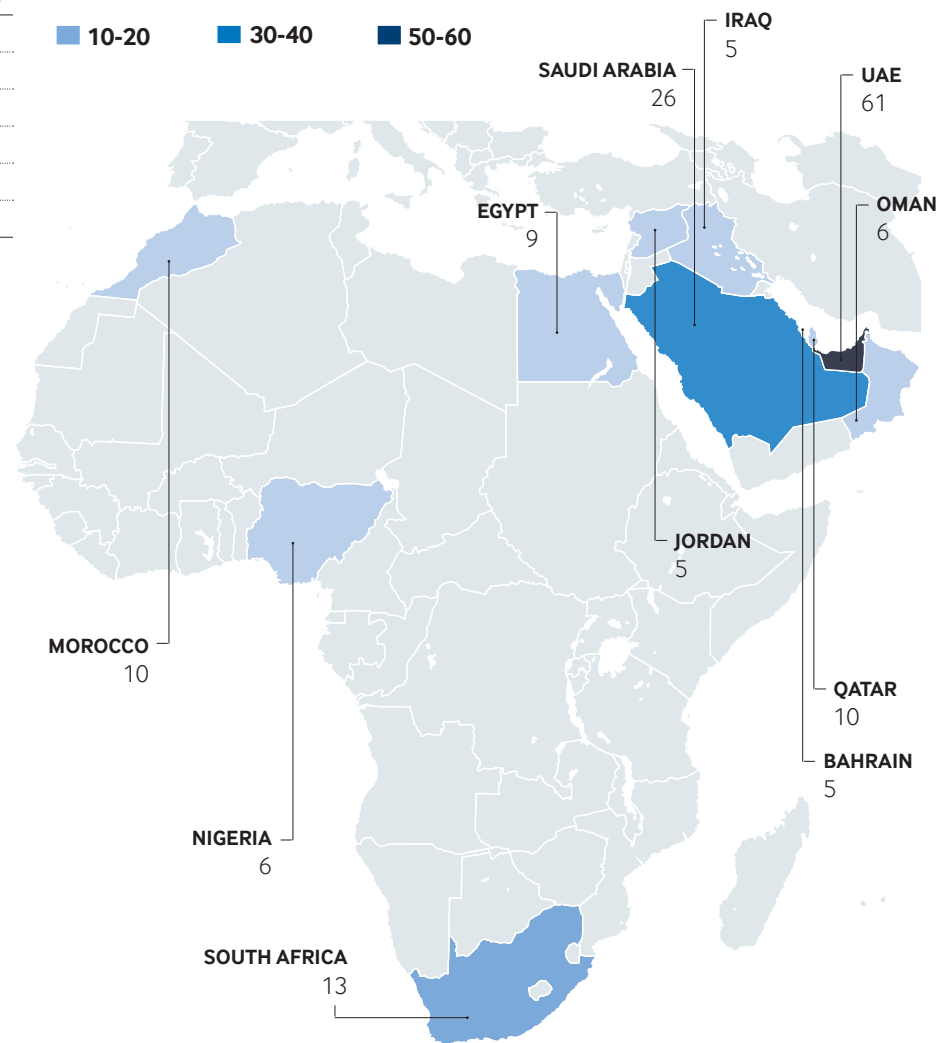 10-20
30-40
50-60
IRAQ
5
SAUDI ARABIA
26
UAE
61
EGYPT
9
OMAN
6
JORDAN
5
MOROCCO
10
QATAR
10
BAHRAIN
5
NIGERIA
6
SOUTH AFRICA
13